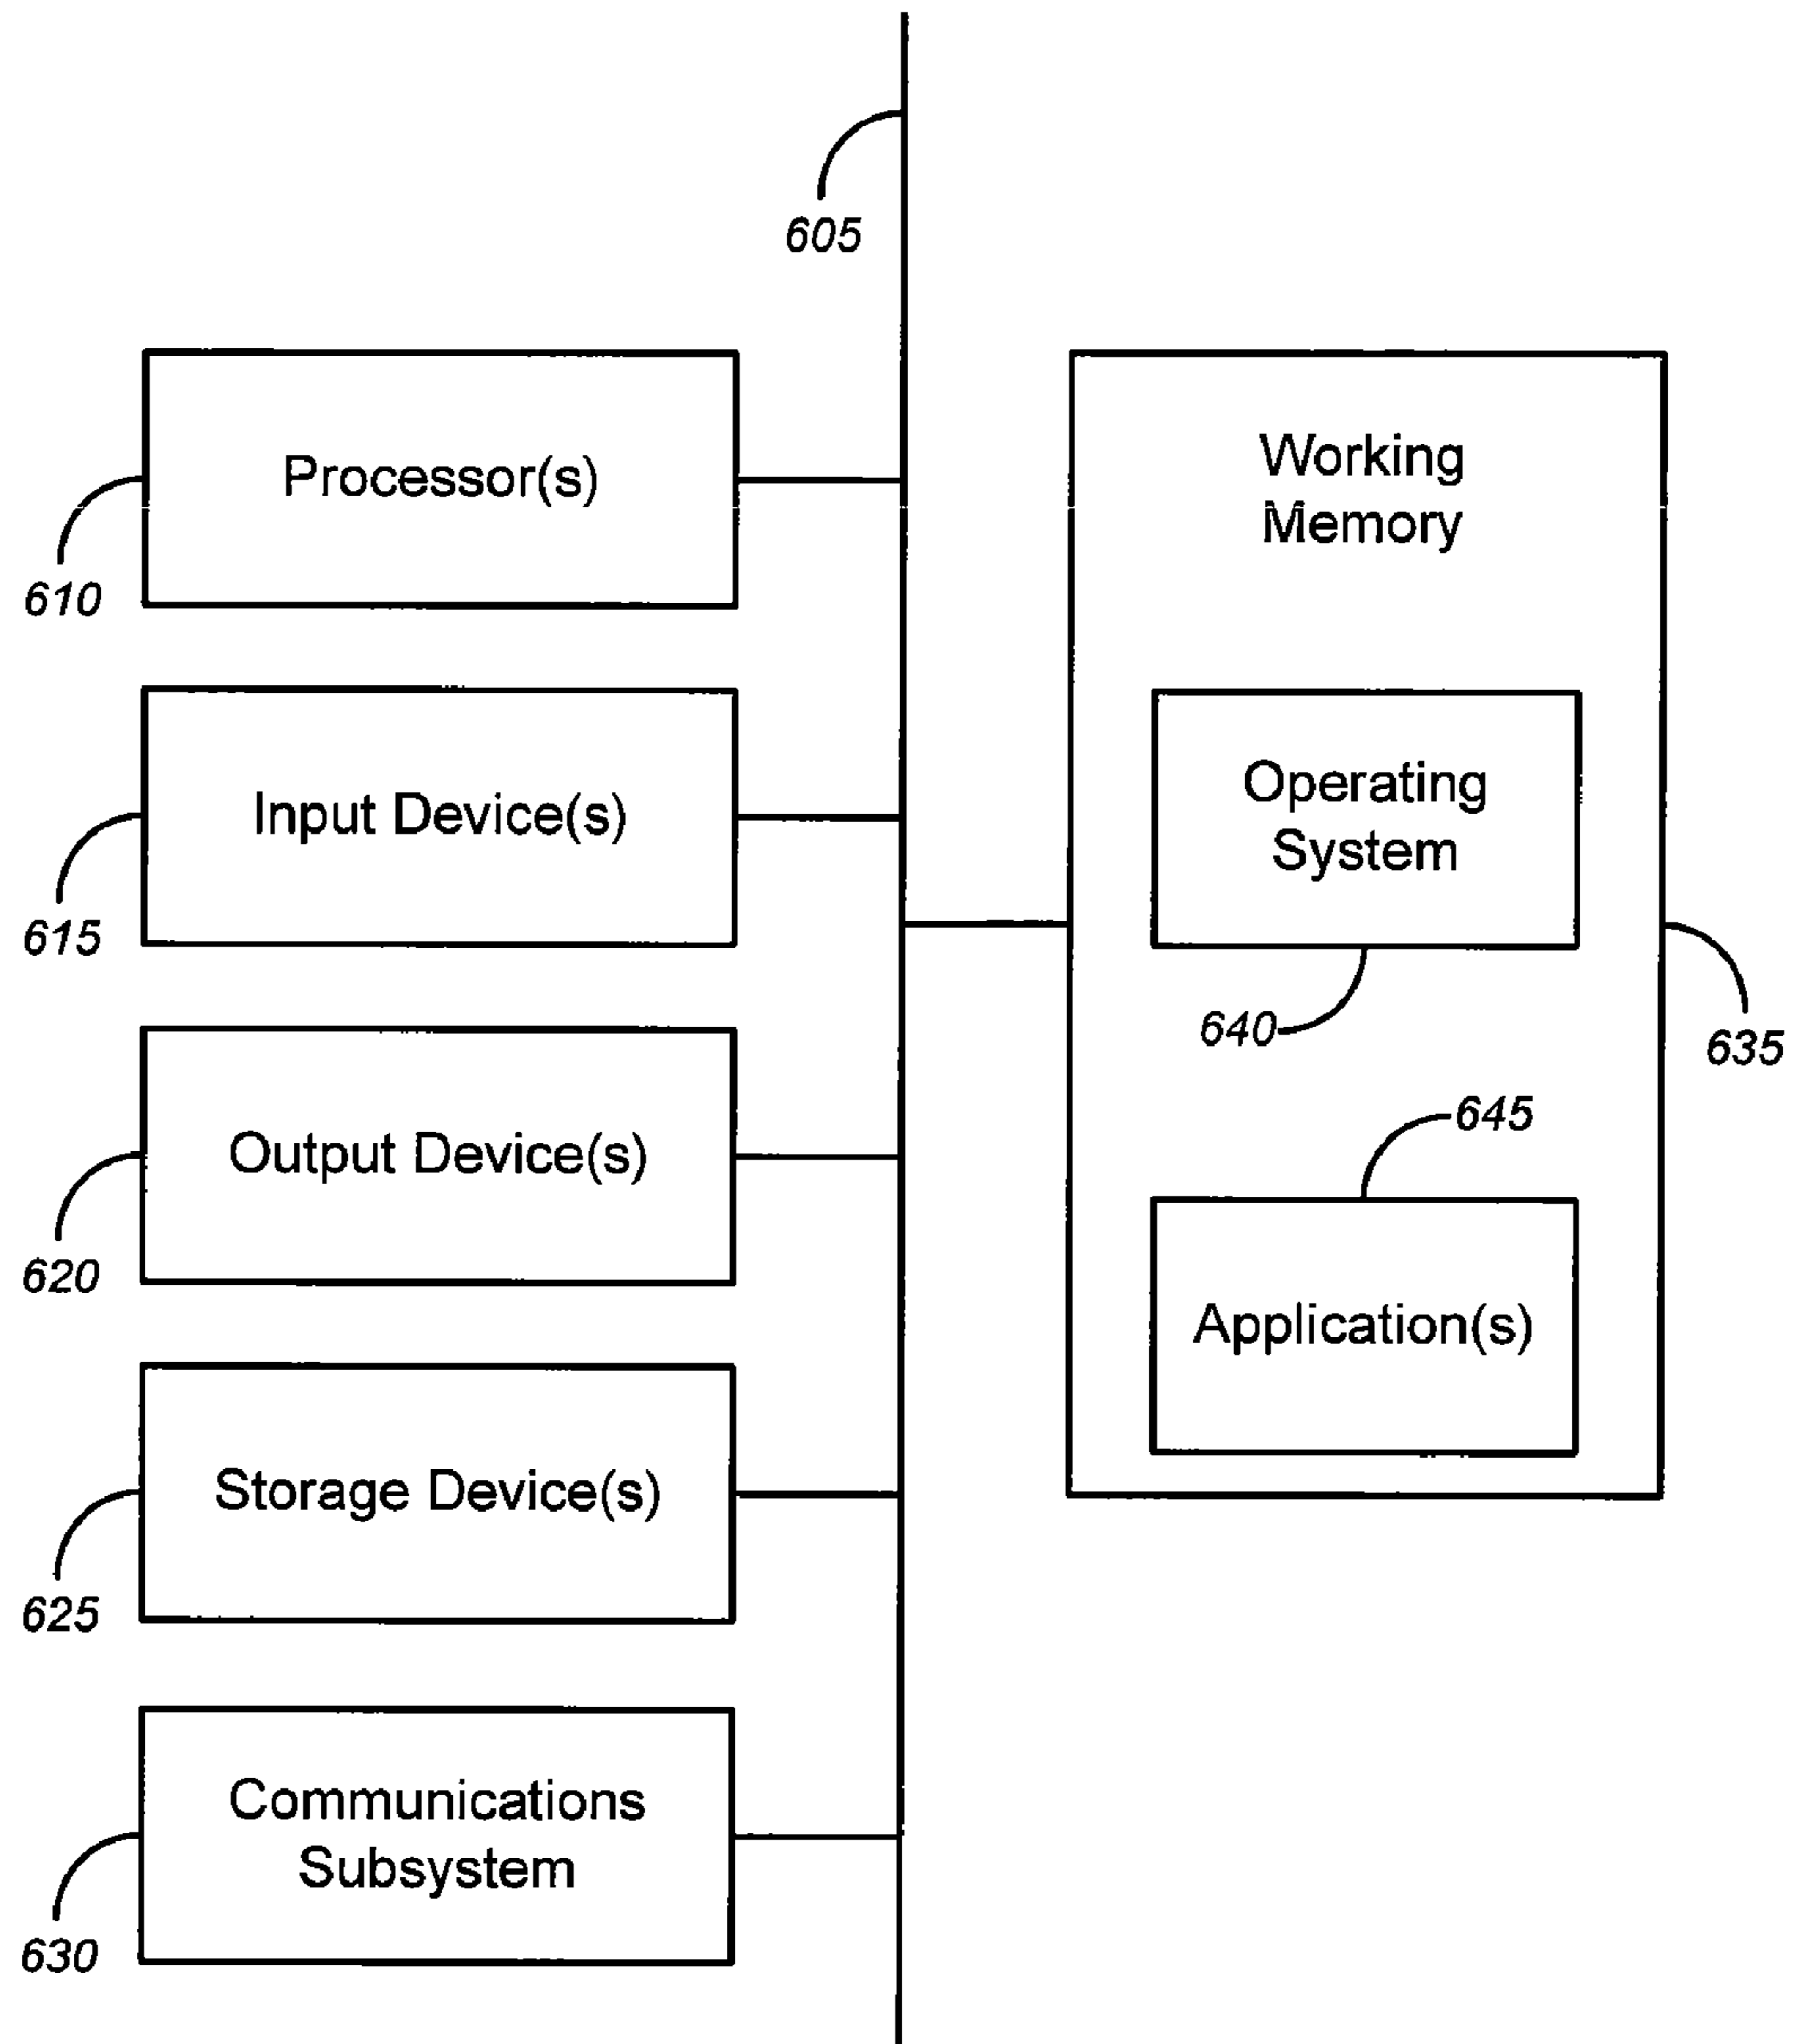 605
Processor(s)
610
Input Device(s)
615
Output Device(s)
620
Storage Device(s)
625
Communications
Subsystem
630
Working
Memory
Operating
System
640
635
645
Application(s)